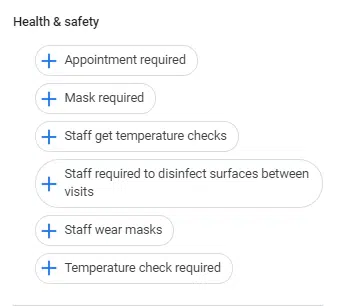 Health & safety
Appointment required
Mask required
Staff get temperature checks
Staff required to disinfect surfaces between
visits
Staff wear masks
Temperature check required